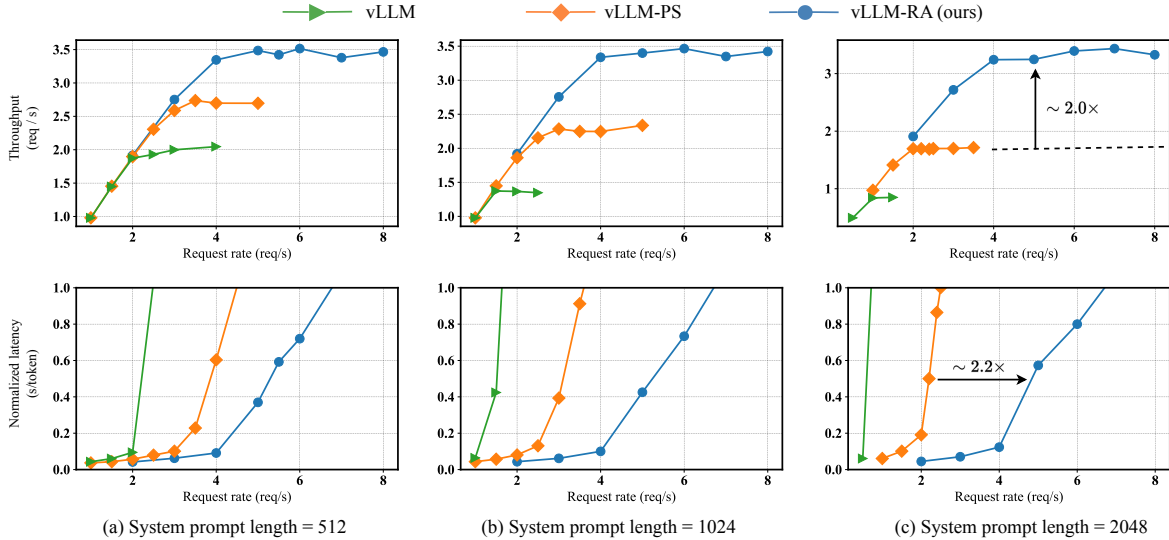 vLLM vLLM-PS vLLM-RA (ours)
Throughput
(req / s)
3.5
3.0
2.5
2.0
1.5
1.0
2 4 6 8
Request rate (req/s)
3.5
3.0
2.5
2.0
1.5
1.0
2 4 6 8
Request rate (req/s)
3
2
1
~ 2.0×
2 4 6 8
Request rate (req/s)
Normalized latency
(s/token)
1.0
0.8
0.6
0.4
0.2
0.0
2 4 6 8
Request rate (req/s)
1.0
0.8
0.6
0.4
0.2
0.0
2 4 6 8
Request rate (req/s)
1.0
0.8
0.6
0.4
0.2
0.0
~ 2.2×
2 4 6 8
Request rate (req/s)
(a) System prompt length = 512
(b) System prompt length = 1024
(c) System prompt length = 2048